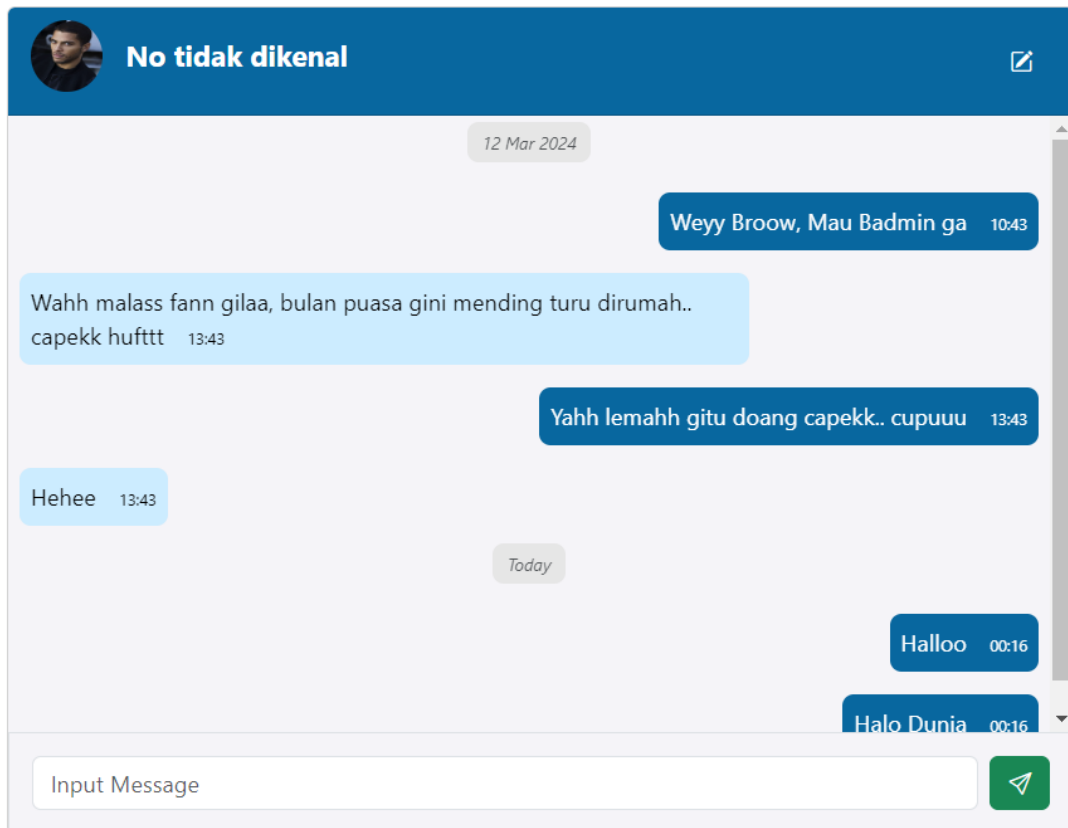 No tidak dikenal
12 Mar 2024
Weyy Broow, Mau Badmin ga 10:43
Wahh malass fann gilaa, bulan puasa gini mending turu dirumah..
capekk hufttt 13:43
Yahh lemahh gitu doang capekk.. cupuuu 13:43
Hehee 13:43
Today
Halloo 00:16
Halo Dunia 00:16
Input Message